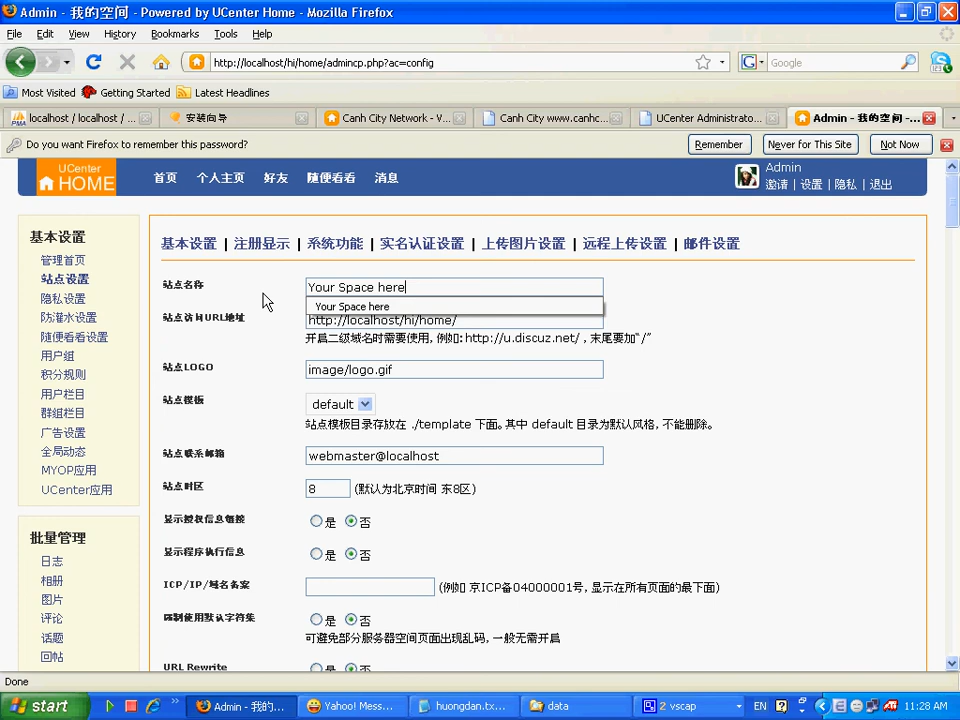 Admin - 我的空间 - Powered by UCenter Home - Mozilla Firefox
File Edit View History Bookmarks Tools Help
http://localhost/hi/home/admincp.php?ac=config
G Google
Most Visited Getting Started Latest Headlines
localhost / localhost / ... 安装向导 Canh City Network - V... Canh City www.canhc... UCenter Administrato... Admin - 我的空间 -...
Do you want Firefox to remember this password? Remember Never for This Site Not Now
UCenter
HOME
首页 个人主页 好友 随便看看 消息
Admin
邀请 | 设置 | 隐私 | 退出
基本设置
管理首页
站点设置
隐私设置
防灌水设置
随便看看设置
用户组
积分规则
用户栏目
群组栏目
广告设置
全局动态
MYOP应用
UCenter应用
批量管理
日志
相册
图片
评论
话题
回帖
基本设置 | 注册显示 | 系统功能 | 实名认证设置 | 上传图片设置 | 远程上传设置 | 邮件设置
站点名称 Your Space here
Your Space here
站点访问URL地址 http://localhost/hi/home/
开启二级域名时需要使用, 例如: http://u.discuz.net/ , 末尾要加“/”
站点LOGO image/logo.gif
站点模板 default
站点模板目录存放在 ./template 下面。其中 default 目录为默认风格, 不能删除。
站点联系邮箱 webmaster@localhost
站点时区 8 (默认为北京时间 东8区)
显示授权信息链接 是 否
显示程序执行信息 是 否
ICP/IP/域名备案 (例如 京ICP备04000001号, 显示在所有页面的最下面)
强制使用默认字符集 是 否
可避免部分服务器空间页面出现乱码, 一般无需开启
URL Rewrite 是 否
Done
start Admin - 我的... Yahoo! Mess... huongdan.tx... data 2 vscap EN 11:28 AM